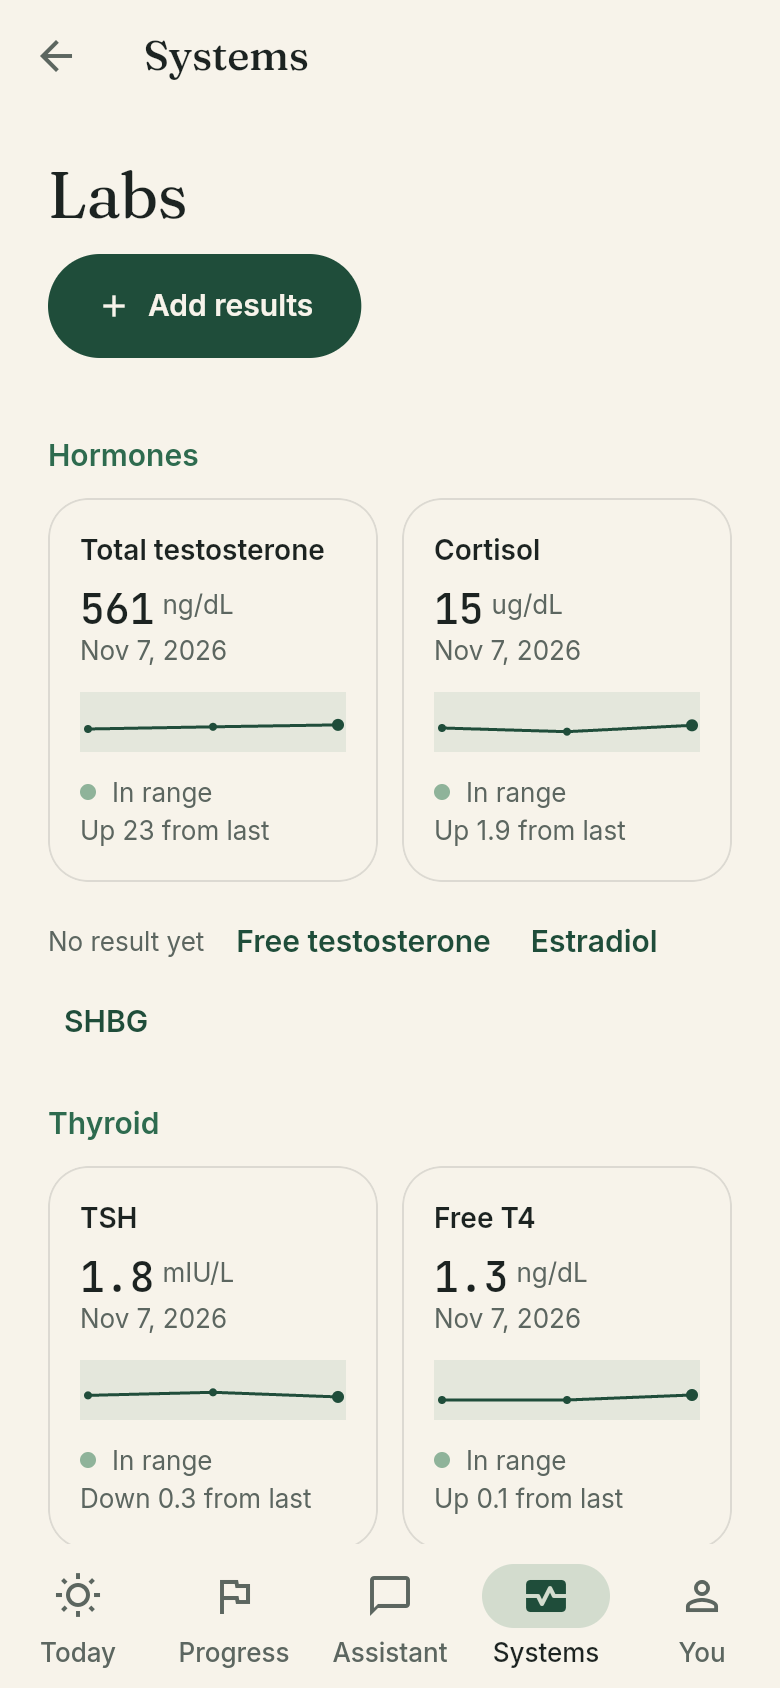 Systems
Labs
Add results
Hormones
Total testosterone
561 ng/dL
Nov 7, 2026
In range
Up 23 from last
Cortisol
15 ug/dL
Nov 7, 2026
In range
Up 1.9 from last
No result yet Free testosterone Estradiol
SHBG
Thyroid
TSH
1.8 mIU/L
Nov 7, 2026
In range
Down 0.3 from last
Free T4
1.3 ng/dL
Nov 7, 2026
In range
Up 0.1 from last
Today Progress Assistant Systems You